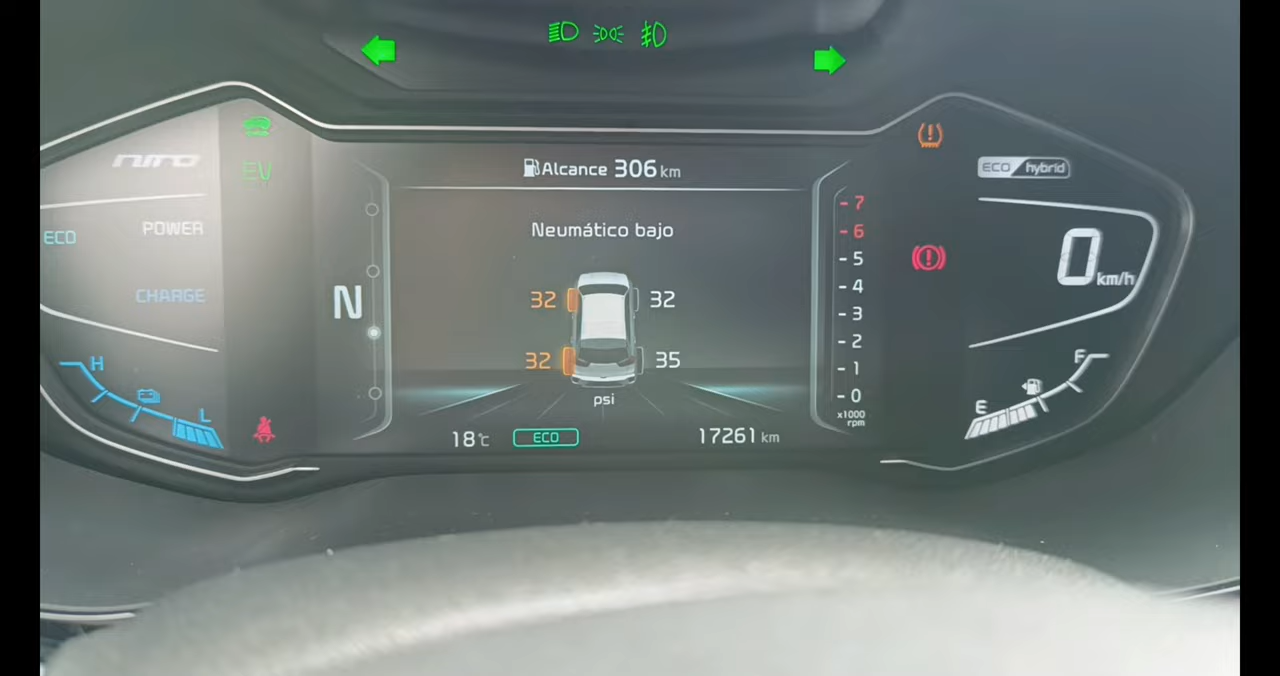 NIRO
EV
POWER
ECO
CHARGE
H
L
Alcance 306 km
Neumático bajo
32 32
32 35
psi
18°C ECO 17261 km
N
7
6
5
4
3
2
1
0
x1000
rpm
ECO hybrid
0 km/h
F
E